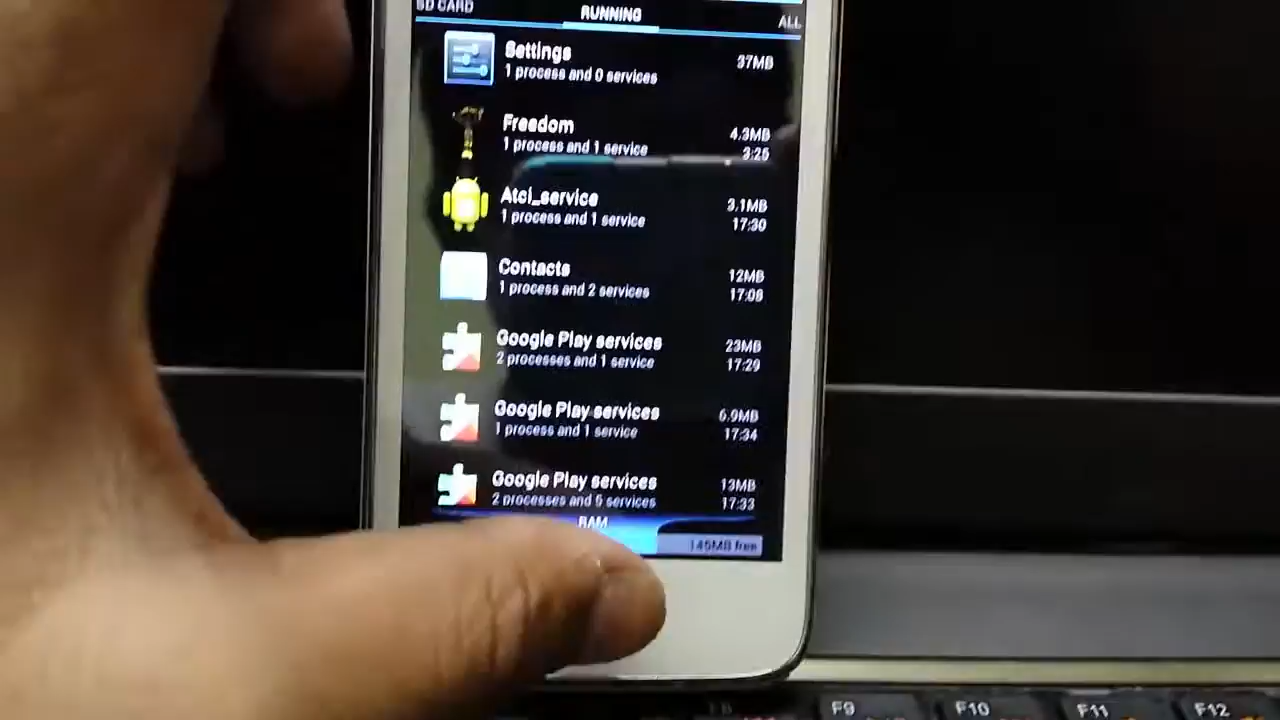 SD CARD RUNNING ALL
Settings 37MB
1 process and 0 services
Freedom 4.3MB
1 process and 1 service 3:25
Atci_service 3.1MB
1 process and 1 service 17:30
Contacts 12MB
1 process and 2 services 17:08
Google Play services 23MB
2 processes and 1 service 17:29
Google Play services 6.9MB
1 process and 1 service 17:34
Google Play services 13MB
2 processes and 5 services 17:33
RAM
145MB free
F9 F10 F11 F12